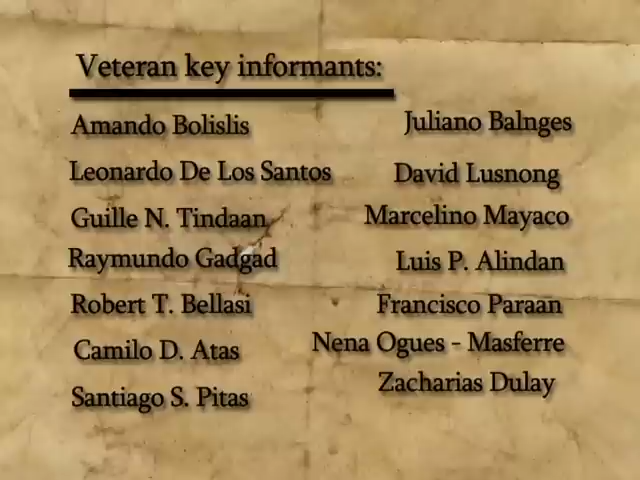 Veteran key informants:
Amando Bolislis
Leonardo De Los Santos
Guille N. Tindaan
Raymundo Gadgad
Robert T. Bellasi
Camilo D. Atas
Santiago S. Pitas
Juliano Balnges
David Lusnong
Marcelino Mayaco
Luis P. Alindan
Francisco Paraan
Nena Ogues - Masferre
Zacharias Dulay